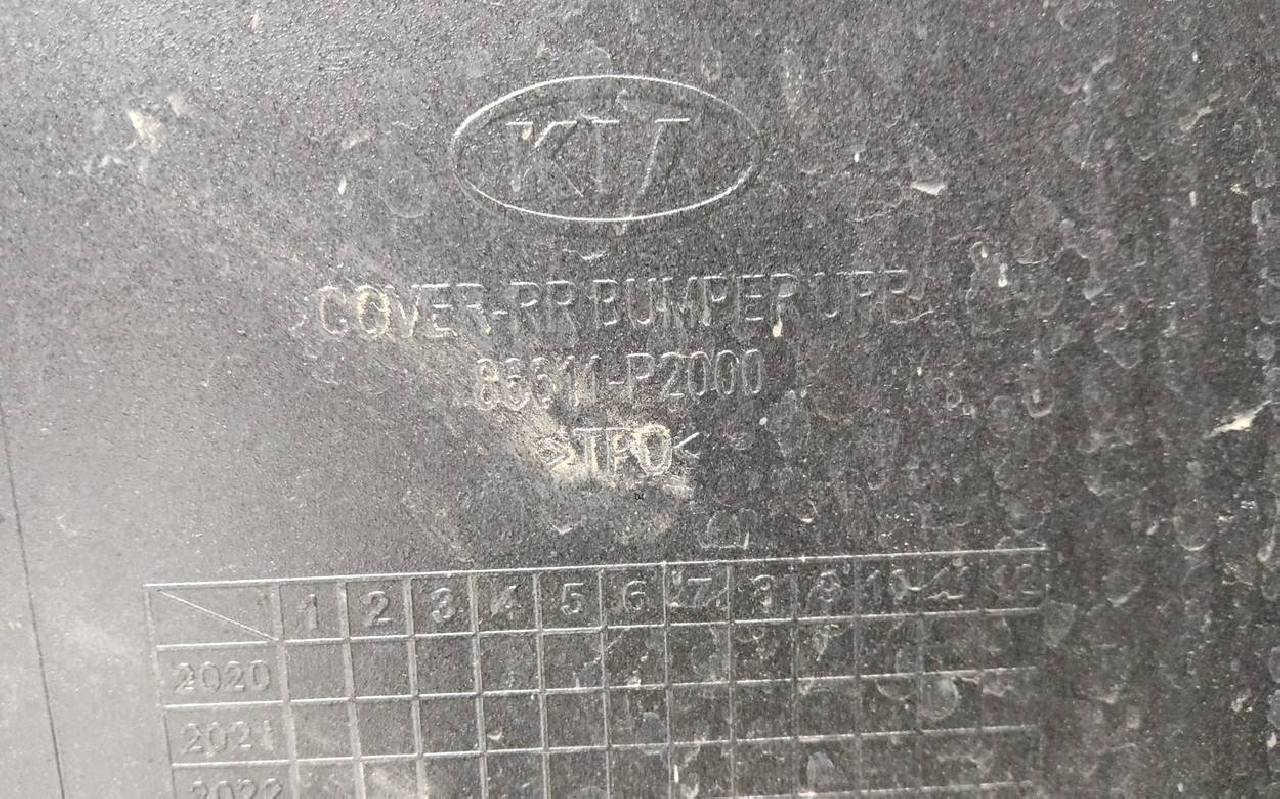 KIA
COVER-RR BUMPER UPR
86611-P2000
>TPO<
1 2 3 4 5 6 7 8 9 10 11 12
2020
2021
2022